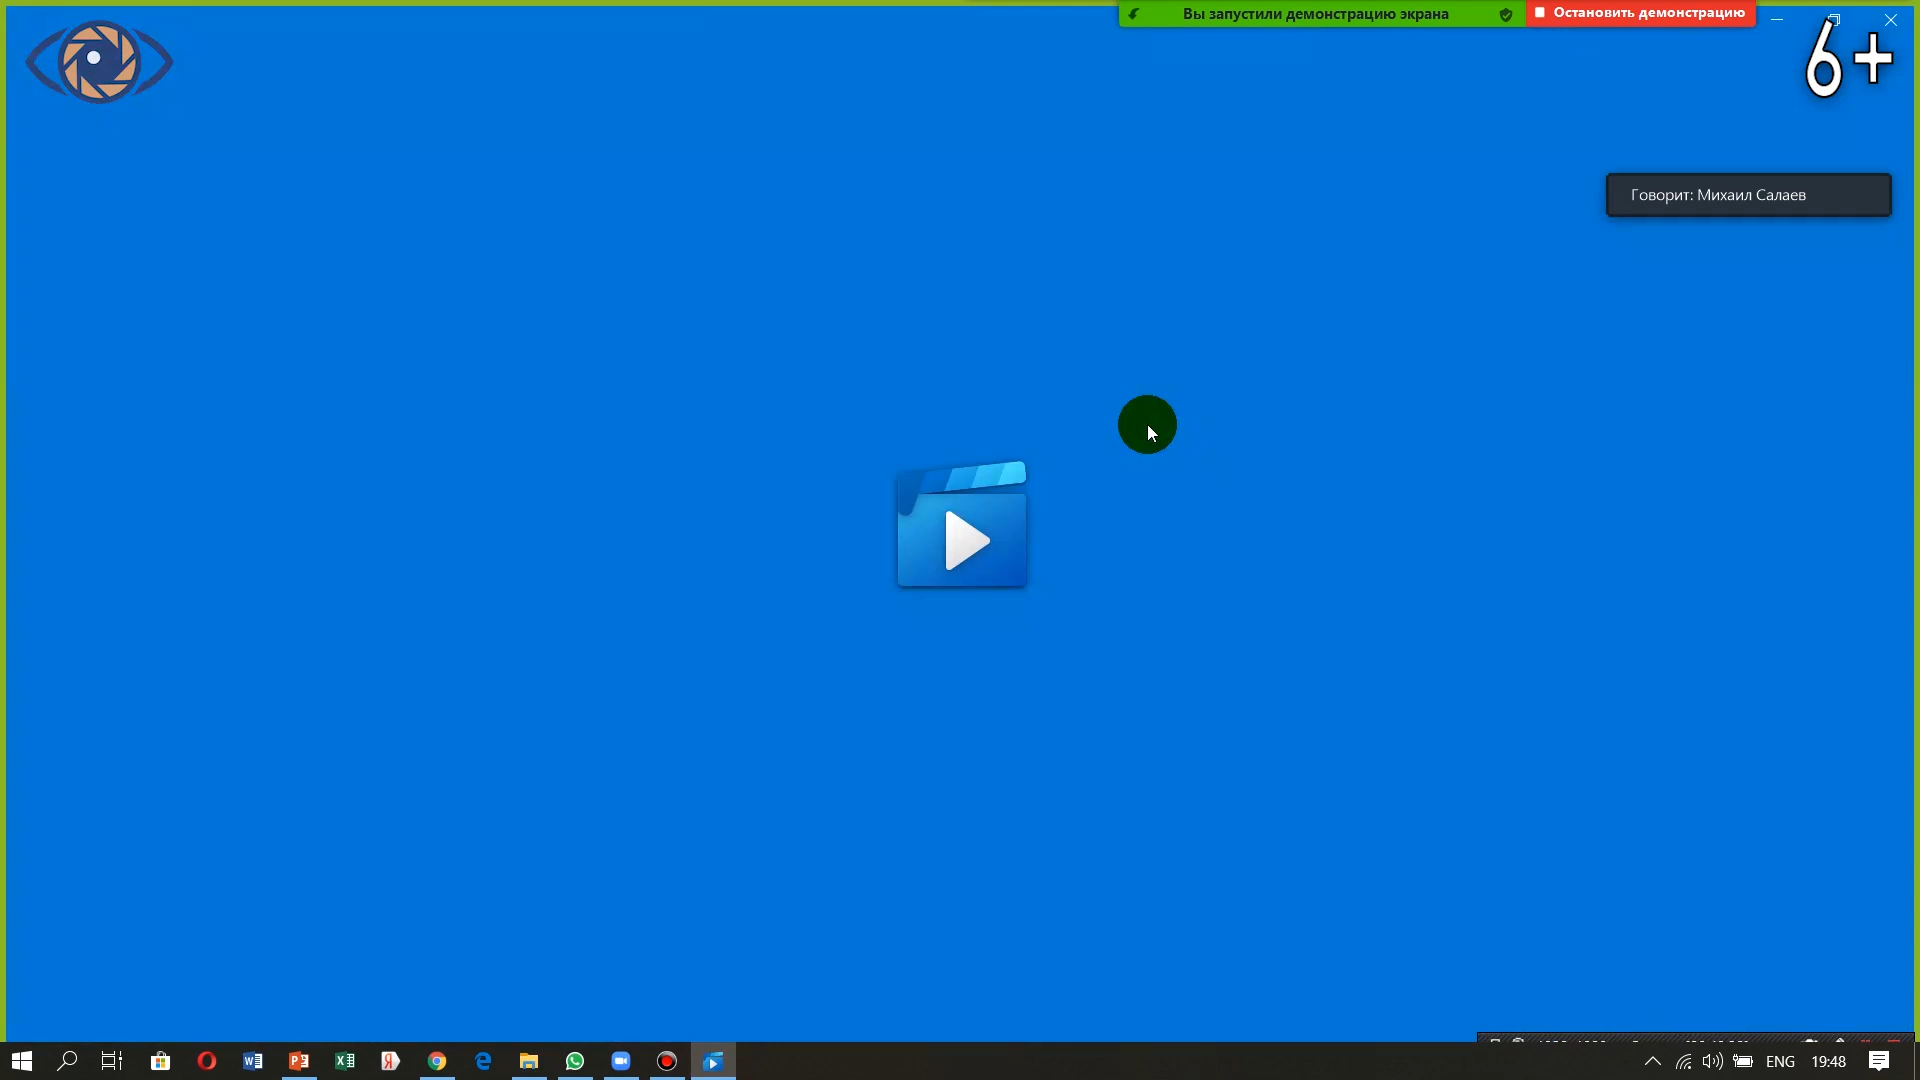 Вы запустили демонстрацию экрана
Остановить демонстрацию
6+
Говорит: Михаил Салаев
ENG
19:48